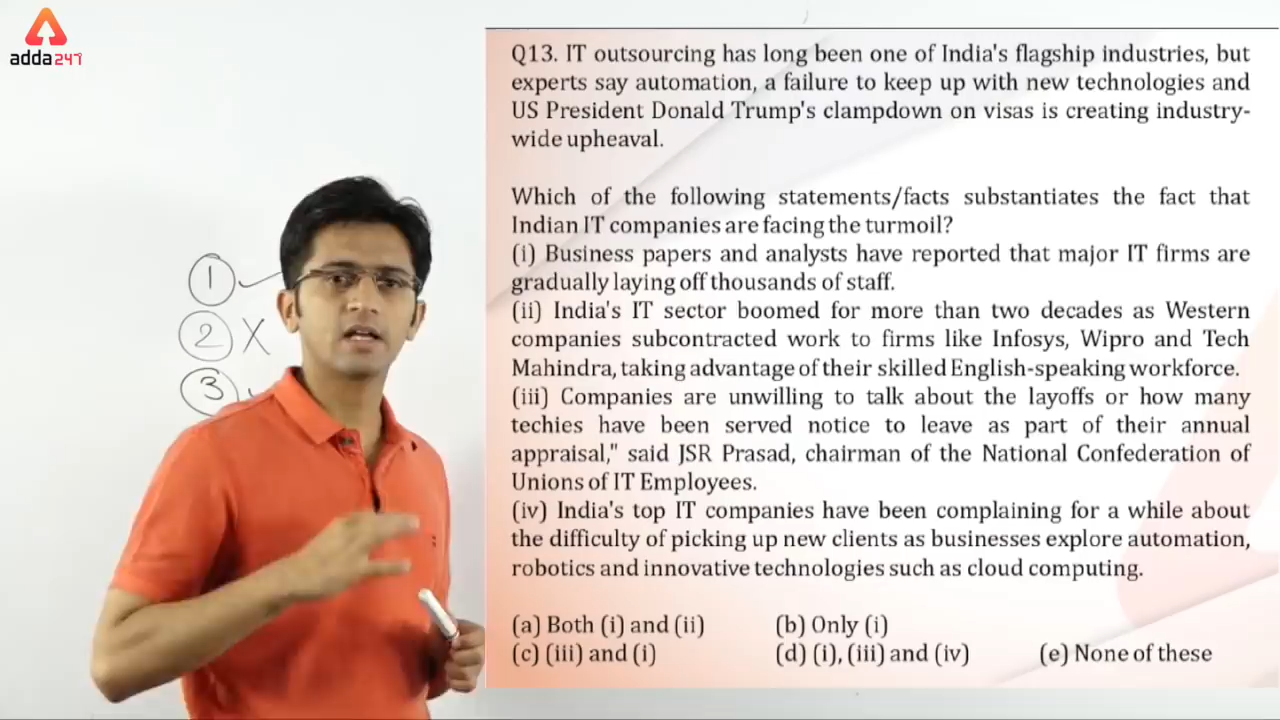 adda247
Q13. IT outsourcing has long been one of India's flagship industries, but
experts say automation, a failure to keep up with new technologies and
US President Donald Trump's clampdown on visas is creating industry-
wide upheaval.
Which of the following statements/facts substantiates the fact that
Indian IT companies are facing the turmoil?
(i) Business papers and analysts have reported that major IT firms are
gradually laying off thousands of staff.
(ii) India's IT sector boomed for more than two decades as Western
companies subcontracted work to firms like Infosys, Wipro and Tech
Mahindra, taking advantage of their skilled English-speaking workforce.
(iii) Companies are unwilling to talk about the layoffs or how many
techies have been served notice to leave as part of their annual
appraisal," said JSR Prasad, chairman of the National Confederation of
Unions of IT Employees.
(iv) India's top IT companies have been complaining for a while about
the difficulty of picking up new clients as businesses explore automation,
robotics and innovative technologies such as cloud computing.
(a) Both (i) and (ii) (b) Only (i)
(c) (iii) and (i) (d) (i), (iii) and (iv) (e) None of these
1 ✓
2 X
3